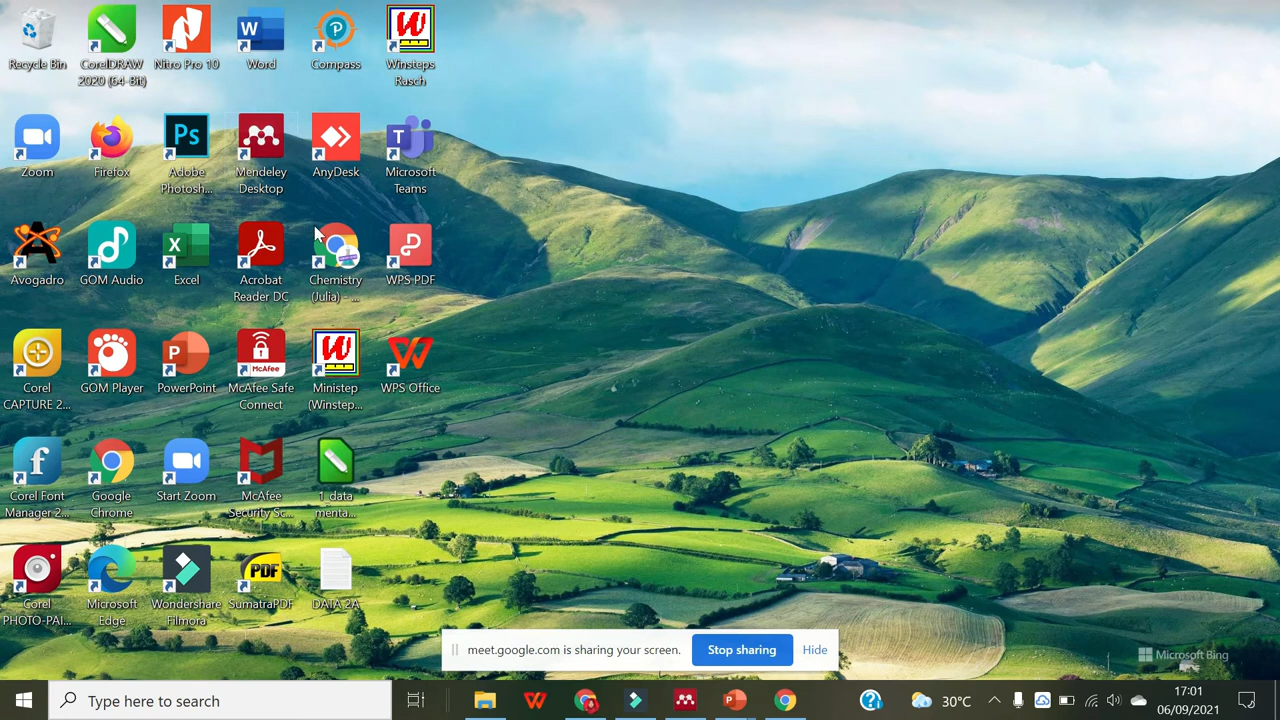 Recycle Bin
CorelDRAW
2020 (64-Bit)
Nitro Pro 10
Word
Compass
Winsteps
Rasch
Zoom
Firefox
Adobe
Photosh...
Mendeley
Desktop
AnyDesk
Microsoft
Teams
Avogadro
GOM Audio
Excel
Acrobat
Reader DC
Chemistry
(Julia) - ...
WPS PDF
Corel
CAPTURE 2...
GOM Player
PowerPoint
McAfee Safe
Connect
Ministep
(Winstep...
WPS Office
Corel Font
Manager 2...
Google
Chrome
Start Zoom
McAfee
Security Sc...
1_data
menta...
Corel
PHOTO-PAI...
Microsoft
Edge
Wondershare
Filmora
SumatraPDF
DATA 2A
meet.google.com is sharing your screen.
Stop sharing
Hide
Microsoft Bing
Type here to search
30°C
17:01
06/09/2021